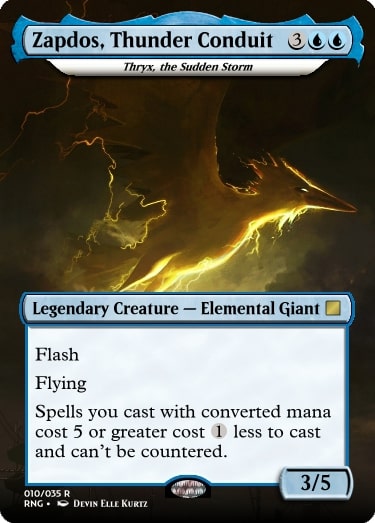 Zapdos, Thunder Conduit 3
Thryx, the Sudden Storm
Legendary Creature — Elemental Giant
Flash
Flying
Spells you cast with converted mana
cost 5 or greater cost 1 less to cast
and can't be countered.
3/5
010/035 R
RNG • Devin Elle Kurtz